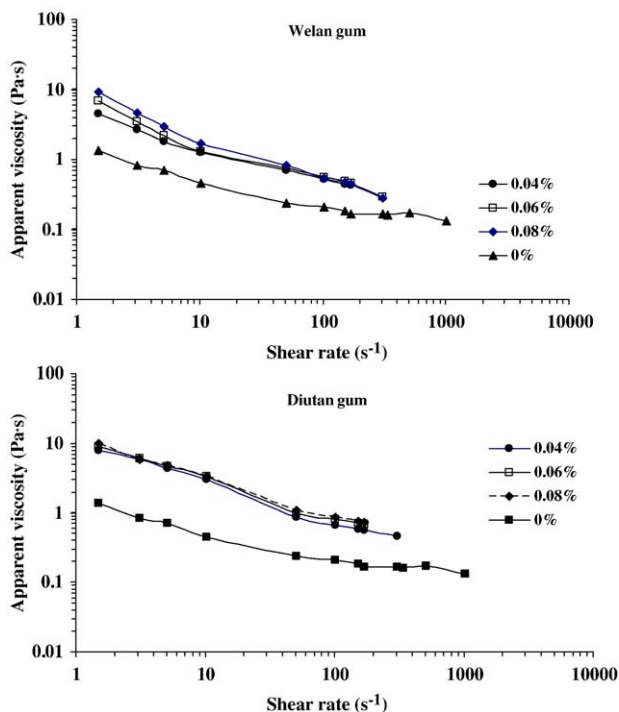 Welan gum
Apparent viscosity (Pa·s)
100
10
1
0.1
0.01
0.04%
0.06%
0.08%
0%
1 10 100 1000 10000
Shear rate (s-1)
Diutan gum
Apparent viscosity (Pa·s)
100
10
1
0.1
0.01
0.04%
0.06%
0.08%
0%
1 10 100 1000 10000
Shear rate (s-1)